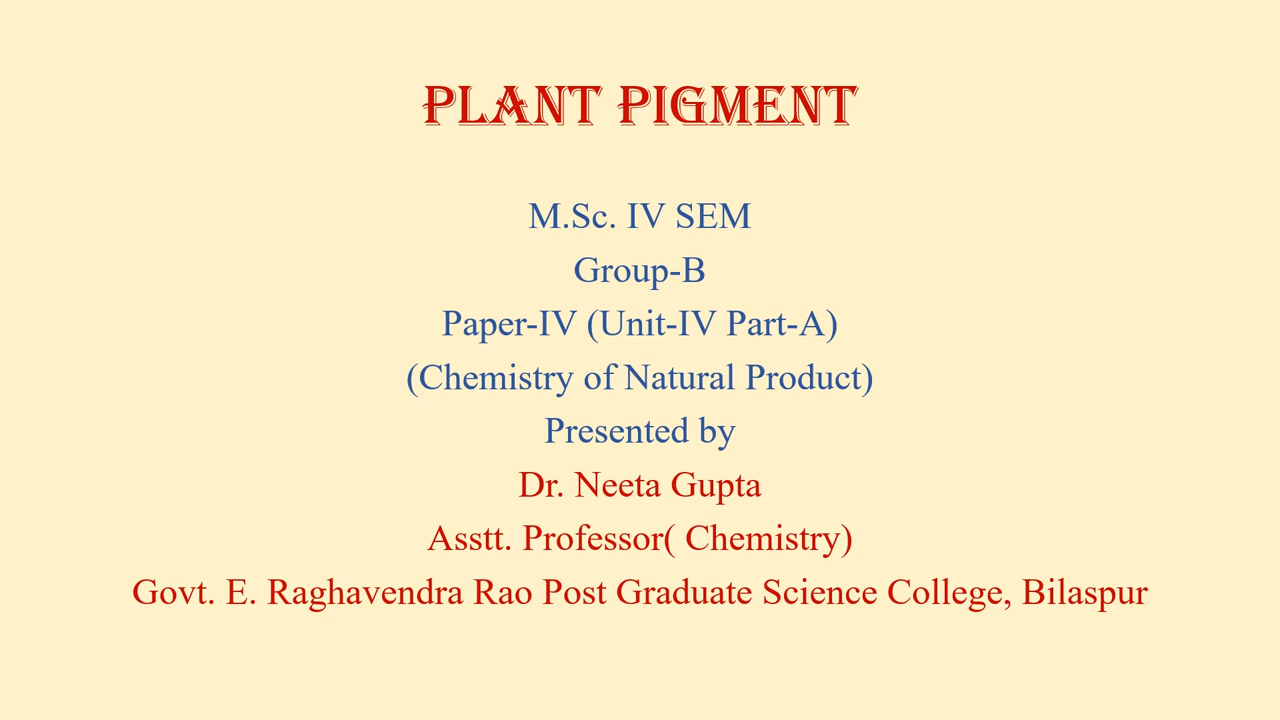 PLANT PIGMENT
M.Sc. IV SEM
Group-B
Paper-IV (Unit-IV Part-A)
(Chemistry of Natural Product)
Presented by
Dr. Neeta Gupta
Asstt. Professor( Chemistry)
Govt. E. Raghavendra Rao Post Graduate Science College, Bilaspur